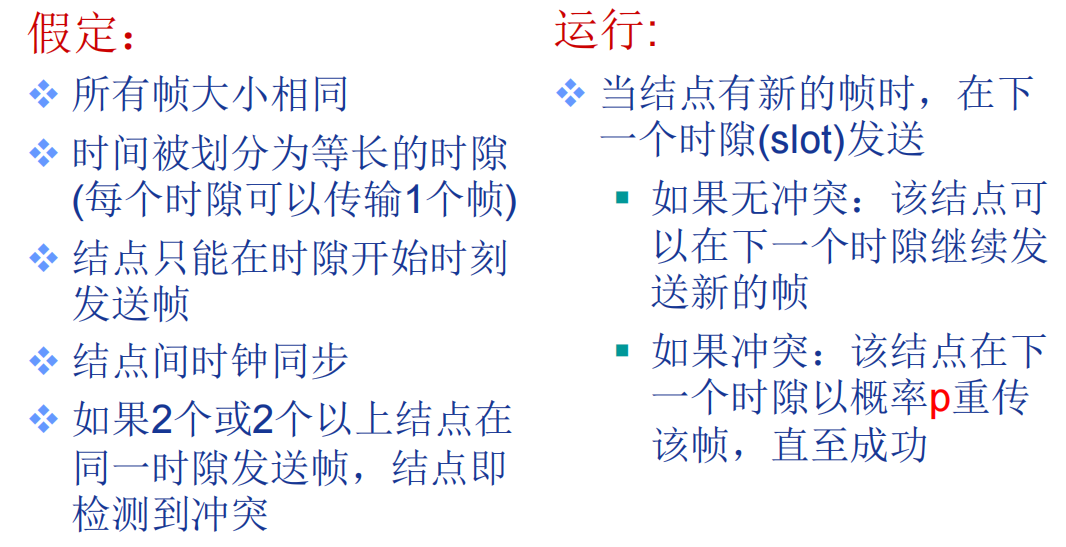 假定：
所有帧大小相同
时间被划分为等长的时隙
(每个时隙可以传输1个帧)
结点只能在时隙开始时刻
发送帧
结点间时钟同步
如果2个或2个以上结点在
同一时隙发送帧，结点即
检测到冲突
运行:
当结点有新的帧时，在下
一个时隙(slot)发送
如果无冲突：该结点可
以在下一个时隙继续发
送新的帧
如果冲突：该结点在下
一个时隙以概率p重传
该帧，直至成功